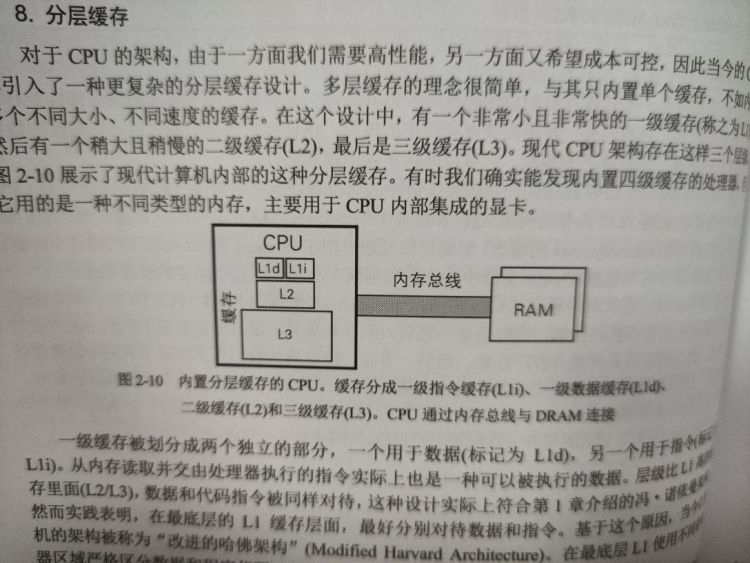 8. 分层缓存
对于 CPU 的架构，由于一方面我们需要高性能，另一方面又希望成本可控，因此当今的
引入了一种更复杂的分层缓存设计。多层缓存的理念很简单，与其只内置单个缓存，不如
个不同大小、不同速度的缓存。在这个设计中，有一个非常小且非常快的一级缓存(称之为L1
然后有一个稍大且稍慢的二级缓存(L2)，最后是三级缓存(L3)。现代 CPU 架构存在这样三个层
图 2-10 展示了现代计算机内部的这种分层缓存。有时我们确实能发现内置四级缓存的处理器，
它用的是一种不同类型的内存，主要用于 CPU 内部集成的显卡。
CPU
L1d L1i
L2
缓存
L3
内存总线
RAM
图 2-10 内置分层缓存的 CPU。缓存分成一级指令缓存(L1i)、一级数据缓存(L1d)、
二级缓存(L2)和三级缓存(L3)。CPU 通过内存总线与 DRAM 连接
一级缓存被划分成两个独立的部分，一个用于数据(标记为 L1d)，另一个用于指令(标记
L1i)。从内存读取并交由处理器执行的指令实际上也是一种可以被执行的数据。层级比 L1
存里面(L2/L3)，数据和代码指令被同样对待，这种设计实际上符合第 1 章介绍的冯·诺依曼
然而实践表明，在最底层的 L1 缓存层面，最好分别对待数据和指令。基于这个原因，当今
机的架构被称为“改进的哈佛架构”(Modified Harvard Architecture)。在最底层 L1 使用不同
器区域严格区分数据和程序